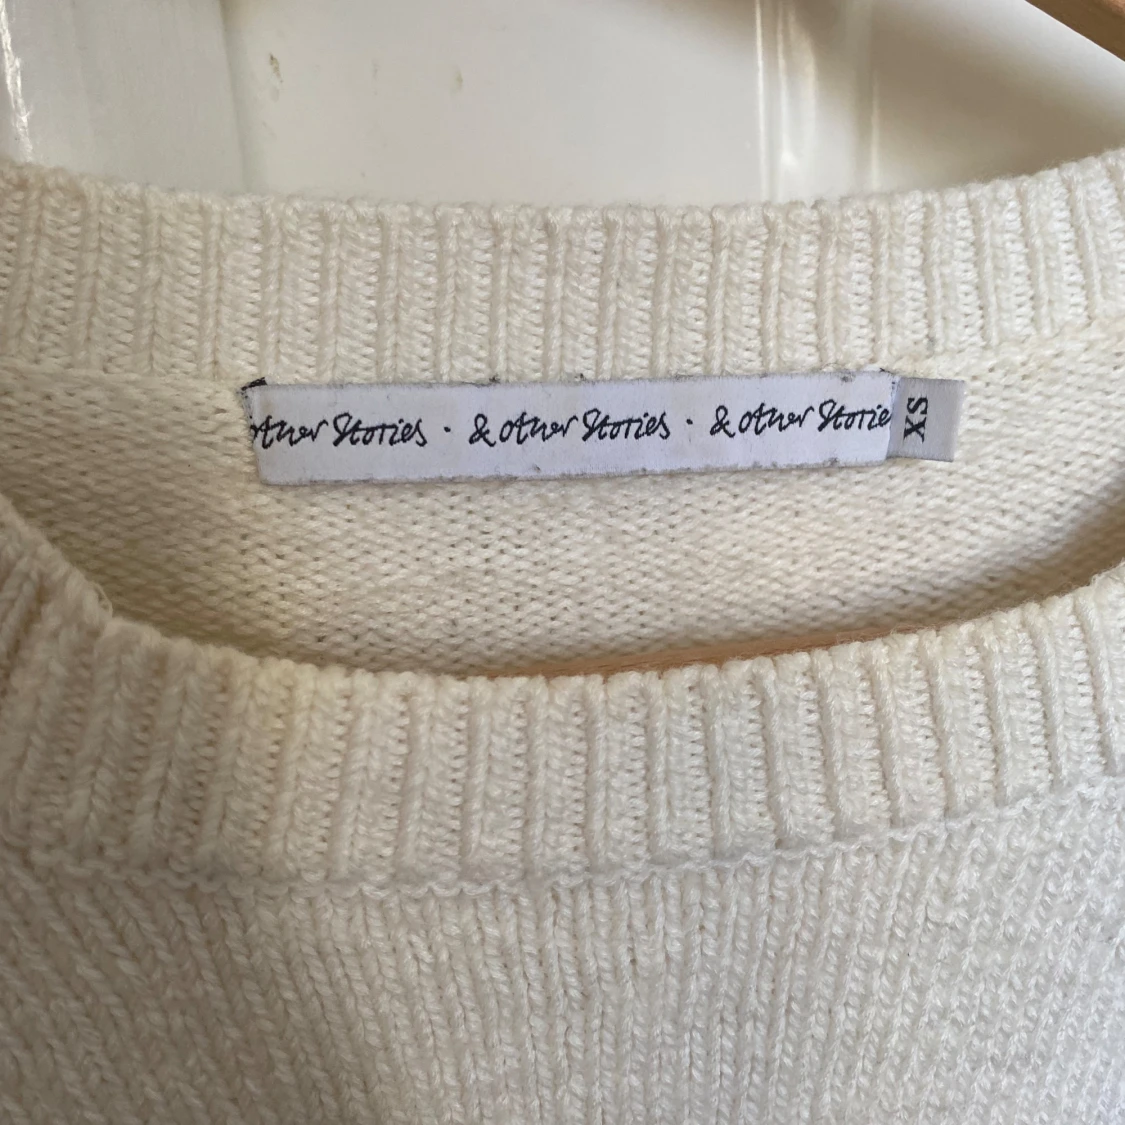 other Stories · & other Stories · & other Storie
XS